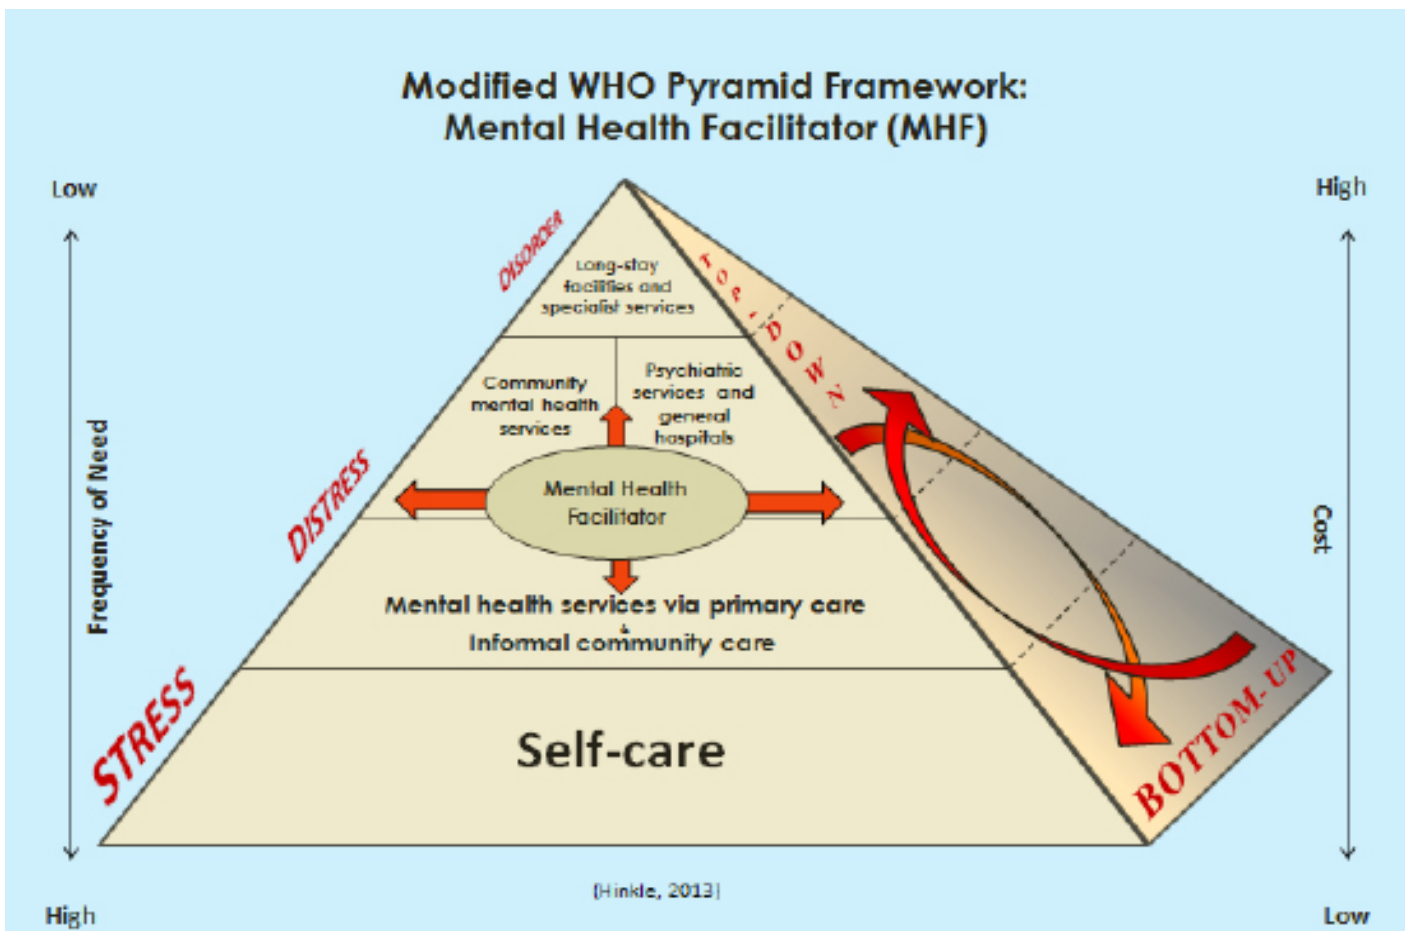 Modified WHO Pyramid Framework:
Mental Health Facilitator (MHF)
Low
High
DISORDER
Long-stay
facilities and
specialist services
TOP-DOWN
Community
mental health
services
Psychiatric
services and
general
hospitals
Frequency of Need
DISTRESS
Mental Health
Facilitator
Cost
Mental health services via primary care
Informal community care
STRESS
Self-care
BOTTOM-UP
(Hinkle, 2013)
High
Low